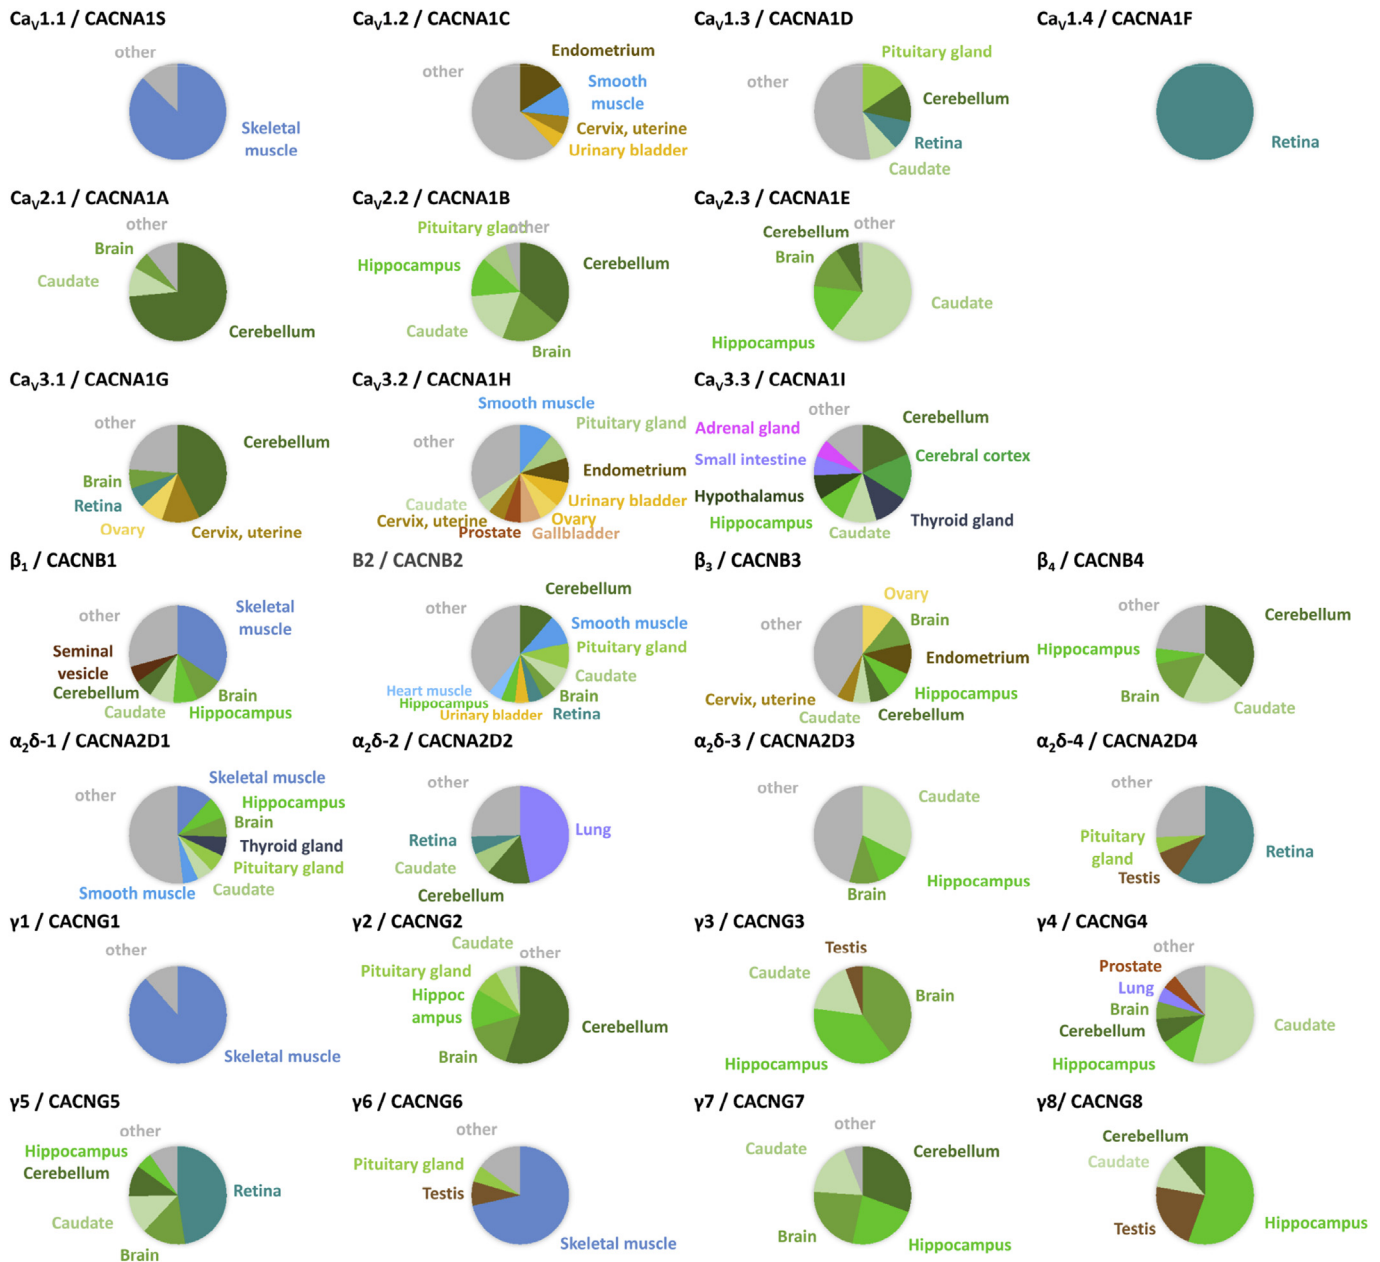 Ca_V1.1 / CACNA1S
other
Skeletal
muscle
Ca_V1.2 / CACNA1C
other
Endometrium
Smooth
muscle
Cervix, uterine
Urinary bladder
Ca_V1.3 / CACNA1D
Pituitary gland
other
Cerebellum
Retina
Caudate
Ca_V1.4 / CACNA1F
Retina
Ca_V2.1 / CACNA1A
other
Brain
Caudate
Cerebellum
Ca_V2.2 / CACNA1B
Pituitary gland
other
Hippocampus
Cerebellum
Caudate
Brain
Ca_V2.3 / CACNA1E
other
Cerebellum
Brain
Caudate
Hippocampus
Ca_V3.1 / CACNA1G
other
Cerebellum
Brain
Retina
Ovary
Cervix, uterine
Ca_V3.2 / CACNA1H
Smooth muscle
Pituitary gland
other
Endometrium
Urinary bladder
Caudate
Cervix, uterine
Ovary
Prostate
Gallbladder
Ca_V3.3 / CACNA1I
other
Cerebellum
Adrenal gland
Cerebral cortex
Small intestine
Hypothalamus
Hippocampus
Thyroid gland
Caudate
β₁ / CACNB1
other
Skeletal
muscle
Seminal
vesicle
Cerebellum
Brain
Caudate
Hippocampus
B2 / CACNB2
Cerebellum
other
Smooth muscle
Pituitary gland
Caudate
Heart muscle
Brain
Hippocampus
Urinary bladder
Retina
β₃ / CACNB3
Ovary
Brain
other
Endometrium
Hippocampus
Cervix, uterine
Caudate
Cerebellum
β₄ / CACNB4
other
Cerebellum
Hippocampus
Brain
Caudate
α₂δ-1 / CACNA2D1
Skeletal muscle
other
Hippocampus
Brain
Thyroid gland
Pituitary gland
Smooth muscle
Caudate
α₂δ-2 / CACNA2D2
other
Lung
Retina
Caudate
Cerebellum
α₂δ-3 / CACNA2D3
other
Caudate
Hippocampus
Brain
α₂δ-4 / CACNA2D4
other
Pituitary
gland
Retina
Testis
γ1 / CACNG1
other
Skeletal muscle
γ2 / CACNG2
Caudate
other
Pituitary gland
Hippoc
ampus
Cerebellum
Brain
γ3 / CACNG3
Testis
Caudate
Brain
Hippocampus
γ4 / CACNG4
other
Prostate
Lung
Brain
Caudate
Cerebellum
Hippocampus
γ5 / CACNG5
other
Hippocampus
Cerebellum
Retina
Caudate
Brain
γ6 / CACNG6
other
Pituitary gland
Testis
Skeletal muscle
γ7 / CACNG7
other
Caudate
Cerebellum
Brain
Hippocampus
γ8/ CACNG8
Cerebellum
Caudate
Testis
Hippocampus